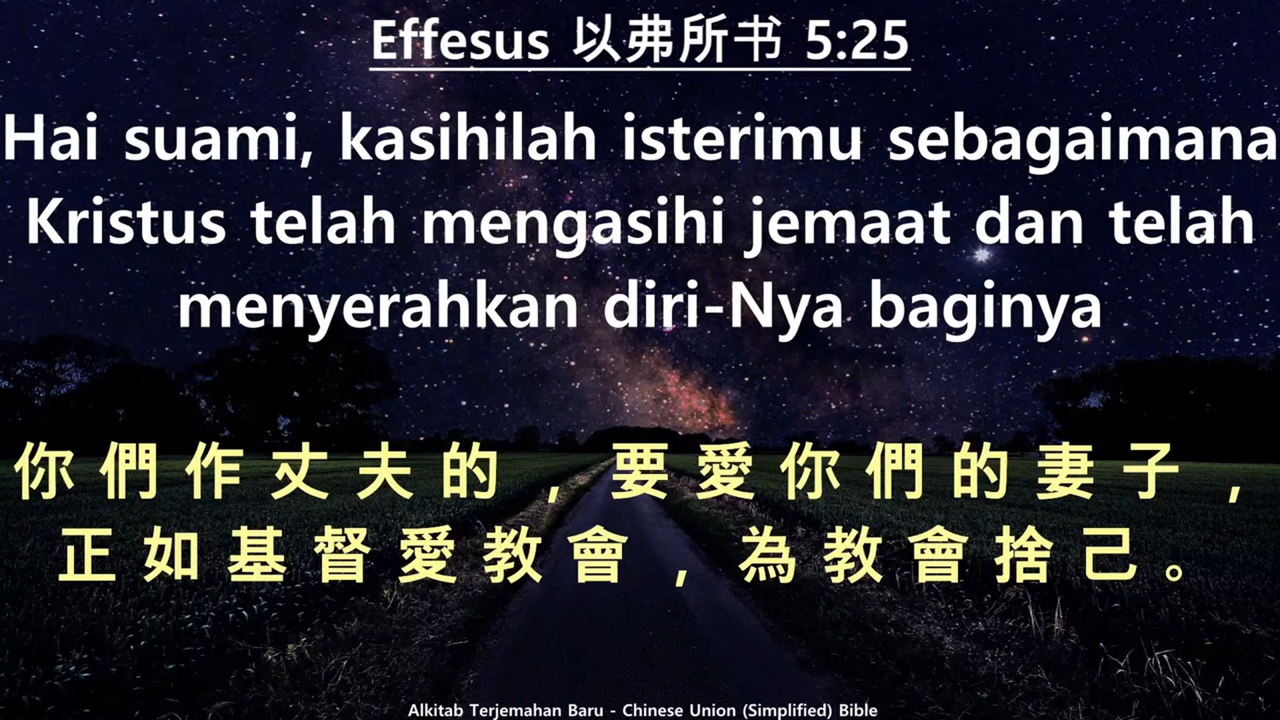 Effesus 以弗所书 5:25
Hai suami, kasihilah isterimu sebagaimana
Kristus telah mengasihi jemaat dan telah
menyerahkan diri-Nya baginya
你們作丈夫的，要愛你們的妻子，
正如基督愛教會，為教會捨己。
Alkitab Terjemahan Baru - Chinese Union (Simplified) Bible